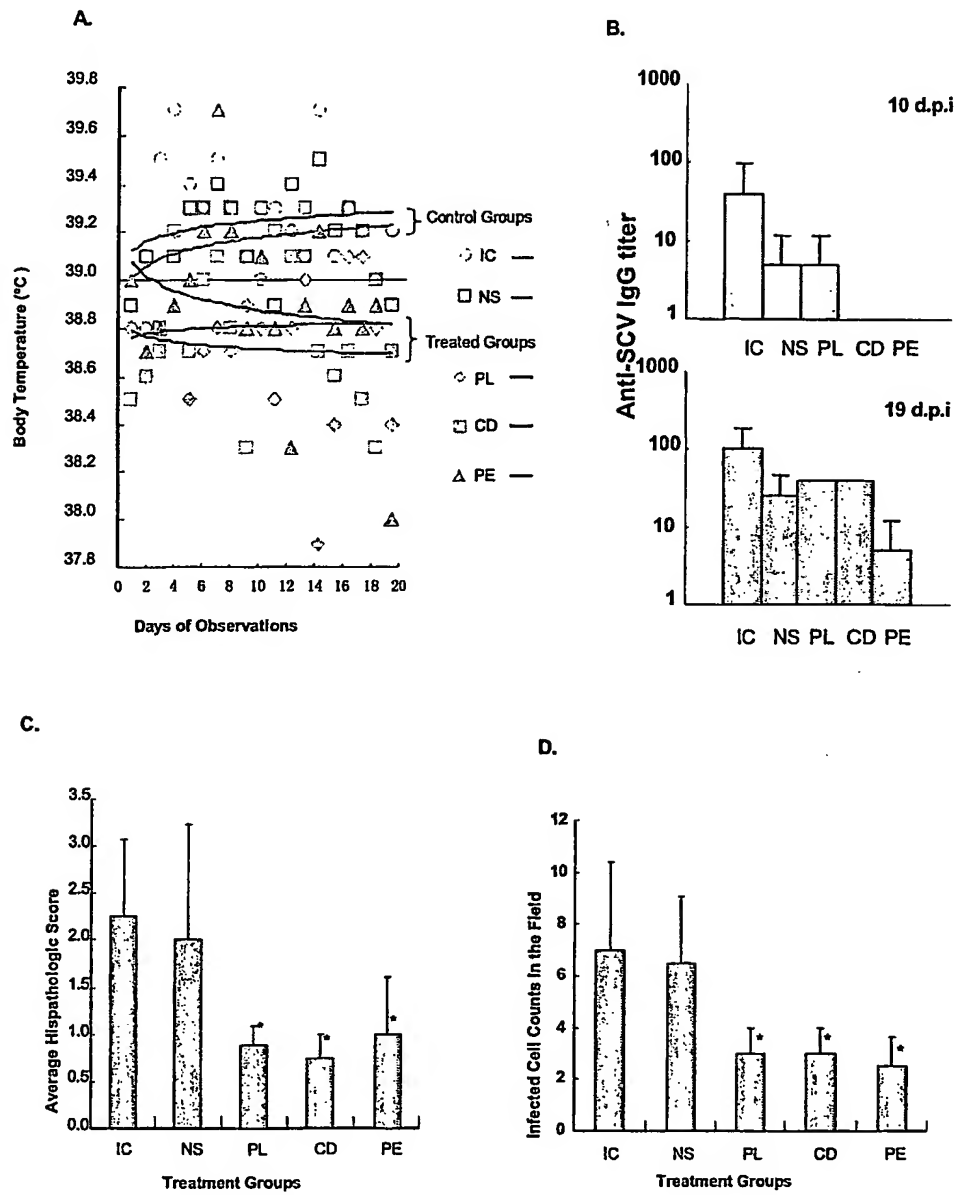 A.
39.8
39.6
39.4
39.2
39.0
38.8
38.6
38.4
38.2
38.0
37.8
Body Temperature (ºC)
0 2 4 6 8 10 12 14 16 18 20
Days of Observations
Control Groups
IC
NS
Treated Groups
PL
CD
PE
B.
Anti-SCV IgG titer
1000
100
10
1
10 d.p.i
IC NS PL CD PE
1000
100
10
1
19 d.p.i
IC NS PL CD PE
C.
Average Hispathologic Score
3.5
3.0
2.5
2.0
1.5
1.0
0.5
0.0
* * *
IC NS PL CD PE
Treatment Groups
D.
Infected Cell Counts In the Field
12
10
8
6
4
2
0
* * *
IC NS PL CD PE
Treatment Groups